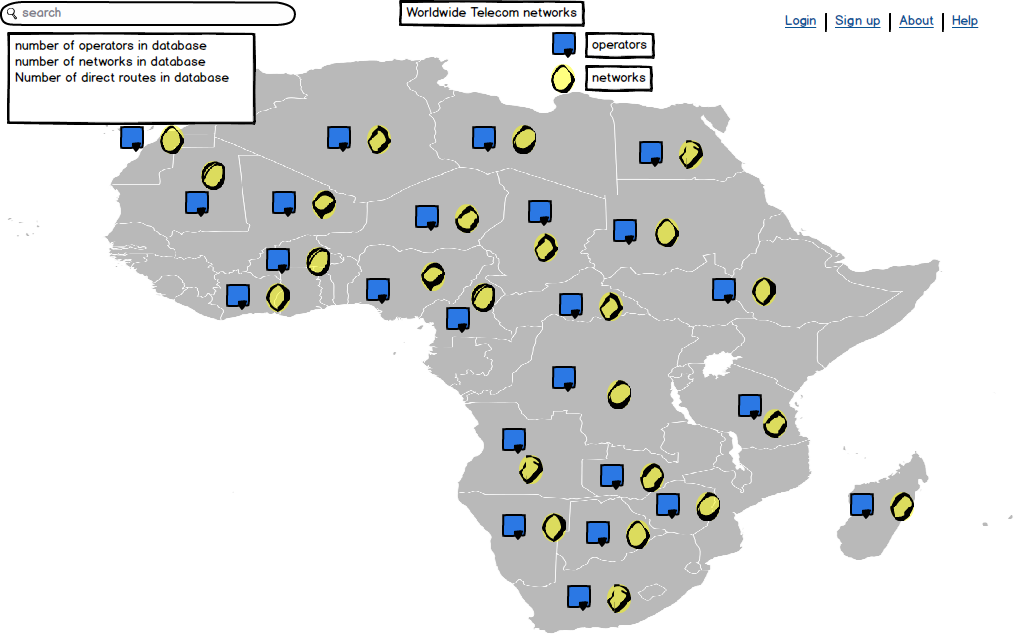 search
Worldwide Telecom networks
Login
Sign up
About
Help
number of operators in database
number of networks in database
Number of direct routes in database
operators
networks